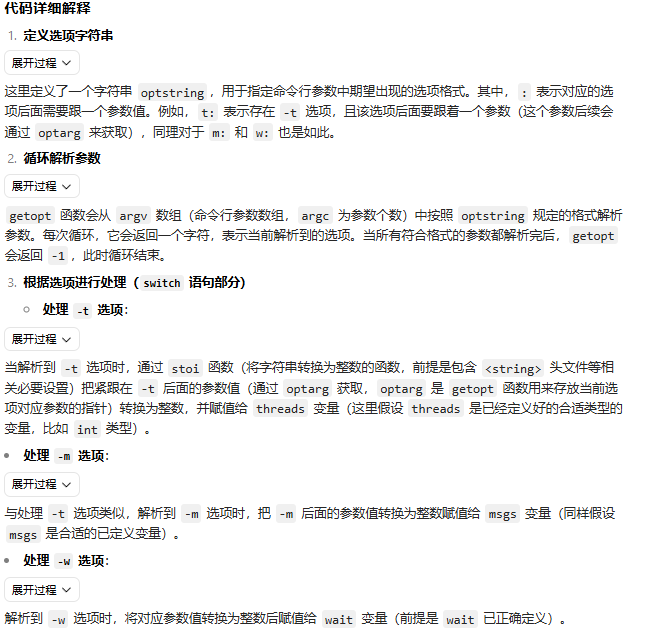 代码详细解释
1. 定义选项字符串
展开过程
这里定义了一个字符串 optstring ，用于指定命令行参数中期望出现的选项格式。其中， : 表示对应的选
项后面需要跟一个参数值。例如， t: 表示存在 -t 选项，且该选项后面要跟着一个参数（这个参数后续会
通过 optarg 来获取），同理对于 m: 和 w: 也是如此。
2. 循环解析参数
展开过程
getopt 函数会从 argv 数组（命令行参数数组， argc 为参数个数）中按照 optstring 规定的格式解析
参数。每次循环，它会返回一个字符，表示当前解析到的选项。当所有符合格式的参数都解析完后， getopt
会返回 -1 ，此时循环结束。
3. 根据选项进行处理（ switch 语句部分）
处理 -t 选项：
展开过程
当解析到 -t 选项时，通过 stoi 函数（将字符串转换为整数的函数，前提是包含 <string> 头文件等相
关必要设置）把紧跟在 -t 后面的参数值（通过 optarg 获取， optarg 是 getopt 函数用来存放当前选
项对应参数的指针）转换为整数，并赋值给 threads 变量（这里假设 threads 是已经定义好的合适类型的
变量，比如 int 类型）。
处理 -m 选项：
展开过程
与处理 -t 选项类似，解析到 -m 选项时，把 -m 后面的参数值转换为整数赋值给 msgs 变量（同样假设
msgs 是合适的已定义变量）。
处理 -w 选项：
展开过程
解析到 -w 选项时，将对应参数值转换为整数后赋值给 wait 变量（前提是 wait 已正确定义）。